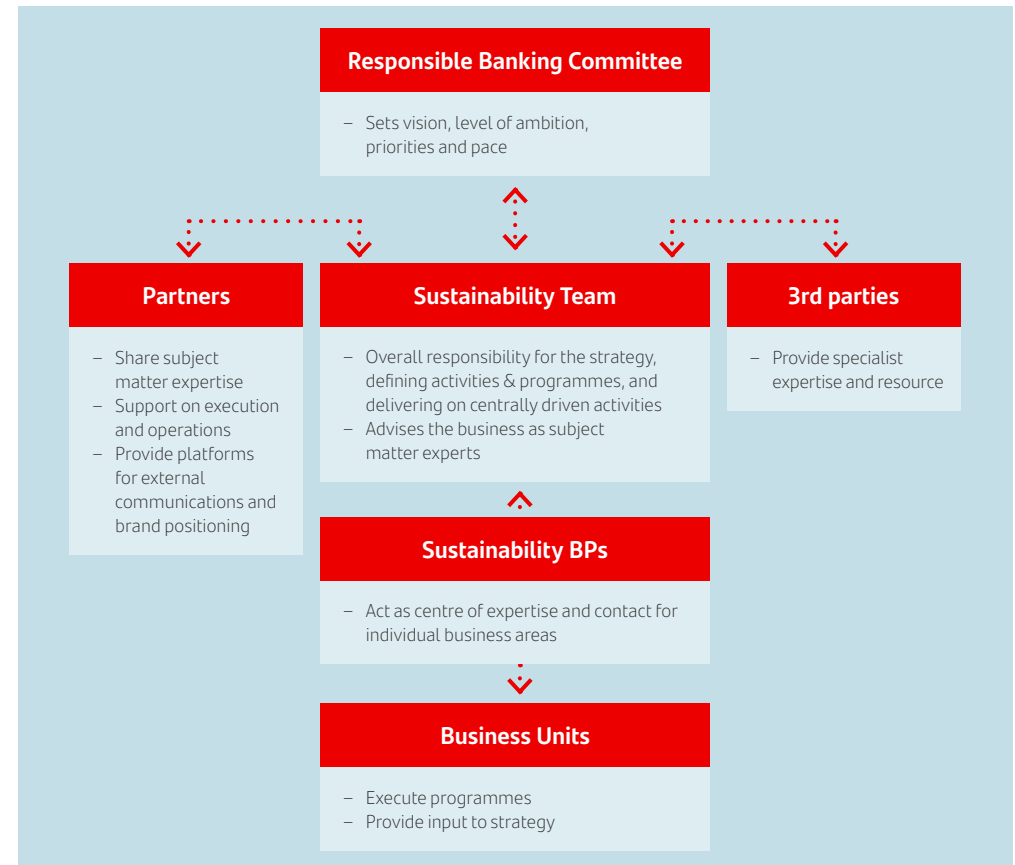 Responsible Banking Committee
– Sets vision, level of ambition,
priorities and pace
Partners
– Share subject
matter expertise
– Support on execution
and operations
– Provide platforms
for external
communications and
brand positioning
Sustainability Team
– Overall responsibility for the strategy,
defining activities & programmes, and
delivering on centrally driven activities
– Advises the business as subject
matter experts
3rd parties
– Provide specialist
expertise and resource
Sustainability BPs
– Act as centre of expertise and contact for
individual business areas
Business Units
– Execute programmes
– Provide input to strategy